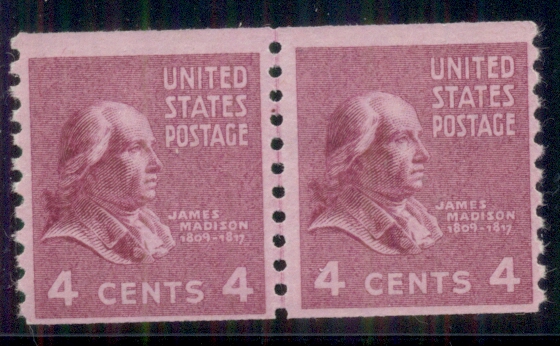 UNITED
STATES
POSTAGE
JAMES
MADISON
1809-1817
4 CENTS 4
UNITED
STATES
POSTAGE
JAMES
MADISON
1809-1817
4 CENTS 4